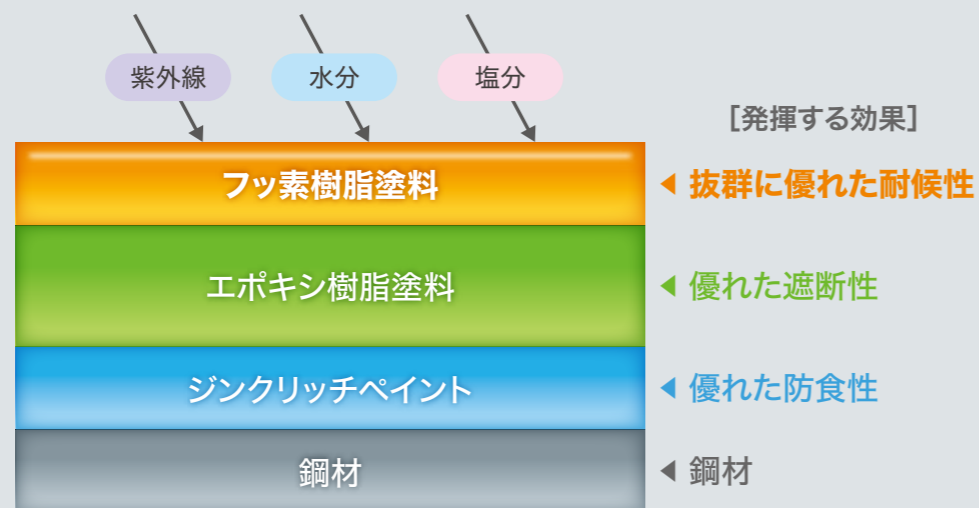 紫外線
水分
塩分
［発揮する効果］
フッ素樹脂塗料
抜群に優れた耐候性
エポキシ樹脂塗料
優れた遮断性
ジンクリッチペイント
優れた防食性
鋼材
鋼材